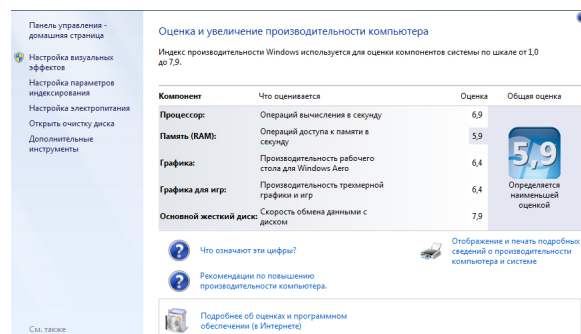 Панель управления -
домашняя страница
Настройка визуальных
эффектов
Настройка параметров
индексирования
Настройка электропитания
Открыть очистку диска
Дополнительные
инструменты
См. также
Оценка и увеличение производительности компьютера
Индекс производительности Windows используется для оценки компонентов системы по шкале от 1,0
до 7,9.
Компонент Что оценивается Оценка Общая оценка
Процессор: Операций вычисления в секунду 6,9
Память (RAM): Операций доступа к памяти в
секунду 5,9
Графика: Производительность рабочего
стола для Windows Aero 6,4
Графика для игр: Производительность трехмерной
графики и игр 6,4
Основной жесткий диск: Скорость обмена данными с
диском 7,9
5,9
Определяется
наименьшей
оценкой
Что означают эти цифры?
Отображение и печать подробных
сведений о производительности
компьютера и системе
Рекомендации по повышению
производительности компьютера.
Подробнее об оценках и программном
обеспечении (в Интернете)